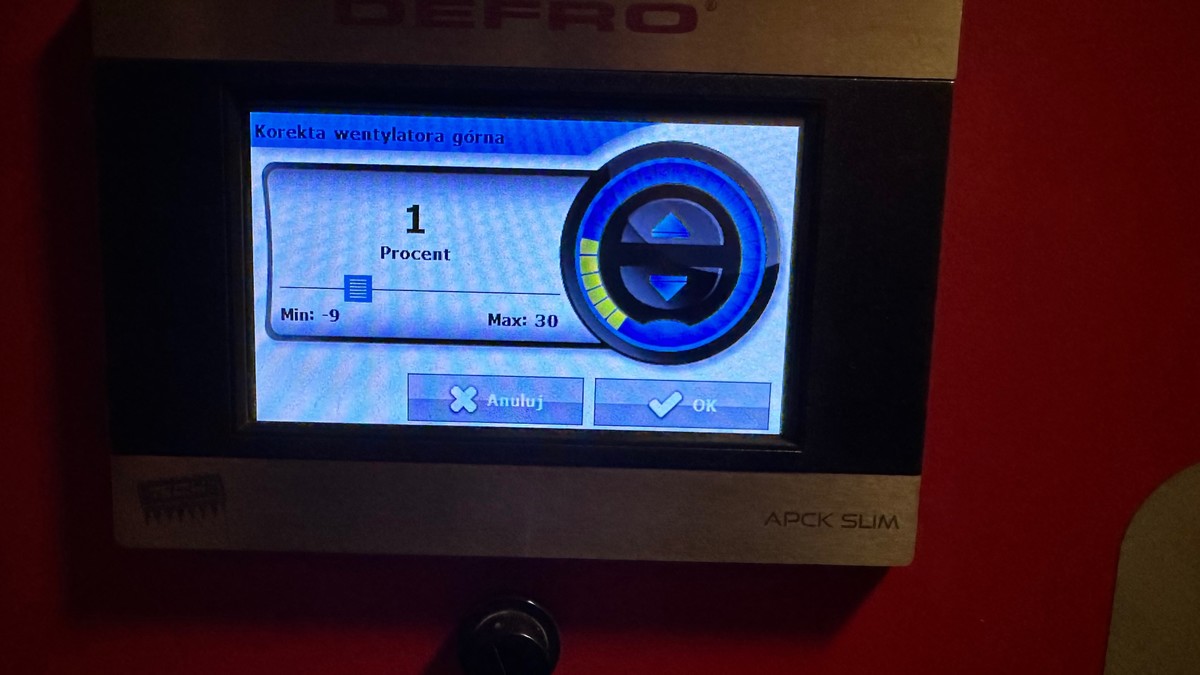 DEFRO®
Korekta wentylatora górna
1
Procent
Min: -9
Max: 30
Anuluj
OK
APCK SLIM